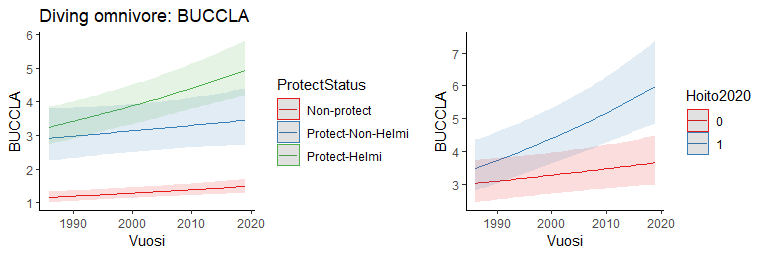 Diving omnivore: BUCCLA
6
5
4
3
2
1
BUCCLA
1990
2000
2010
2020
Vuosi
ProtectStatus
Non-protect
Protect-Non-Helmi
Protect-Helmi
7
6
5
4
3
BUCCLA
1990
2000
2010
2020
Vuosi
Hoito2020
0
1